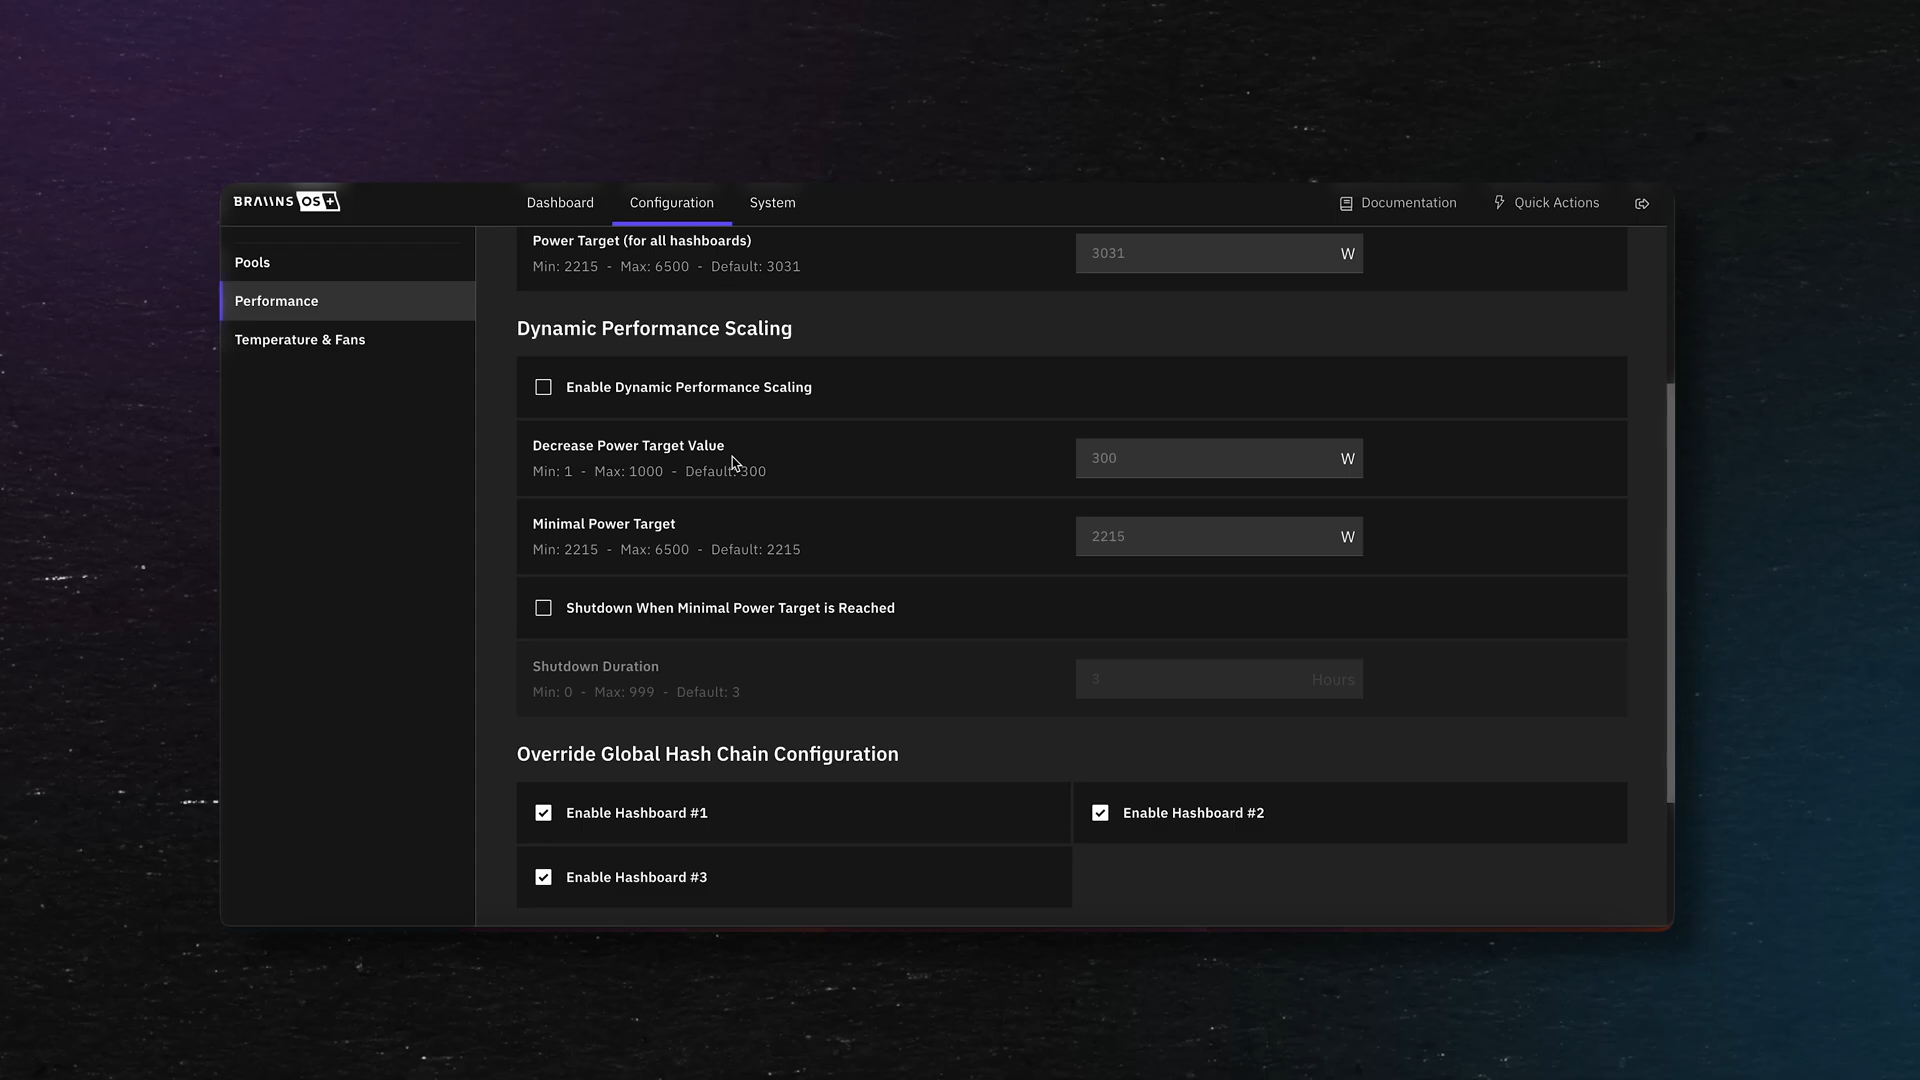 BRAIINS OS+
Dashboard
Configuration
System
Documentation
Quick Actions
Pools
Performance
Temperature & Fans
Power Target (for all hashboards)
Min: 2215 - Max: 6500 - Default: 3031
3031 W
Dynamic Performance Scaling
Enable Dynamic Performance Scaling
Decrease Power Target Value
Min: 1 - Max: 1000 - Default: 300
300 W
Minimal Power Target
Min: 2215 - Max: 6500 - Default: 2215
2215 W
Shutdown When Minimal Power Target is Reached
Shutdown Duration
Min: 0 - Max: 999 - Default: 3
3 Hours
Override Global Hash Chain Configuration
Enable Hashboard #1
Enable Hashboard #2
Enable Hashboard #3